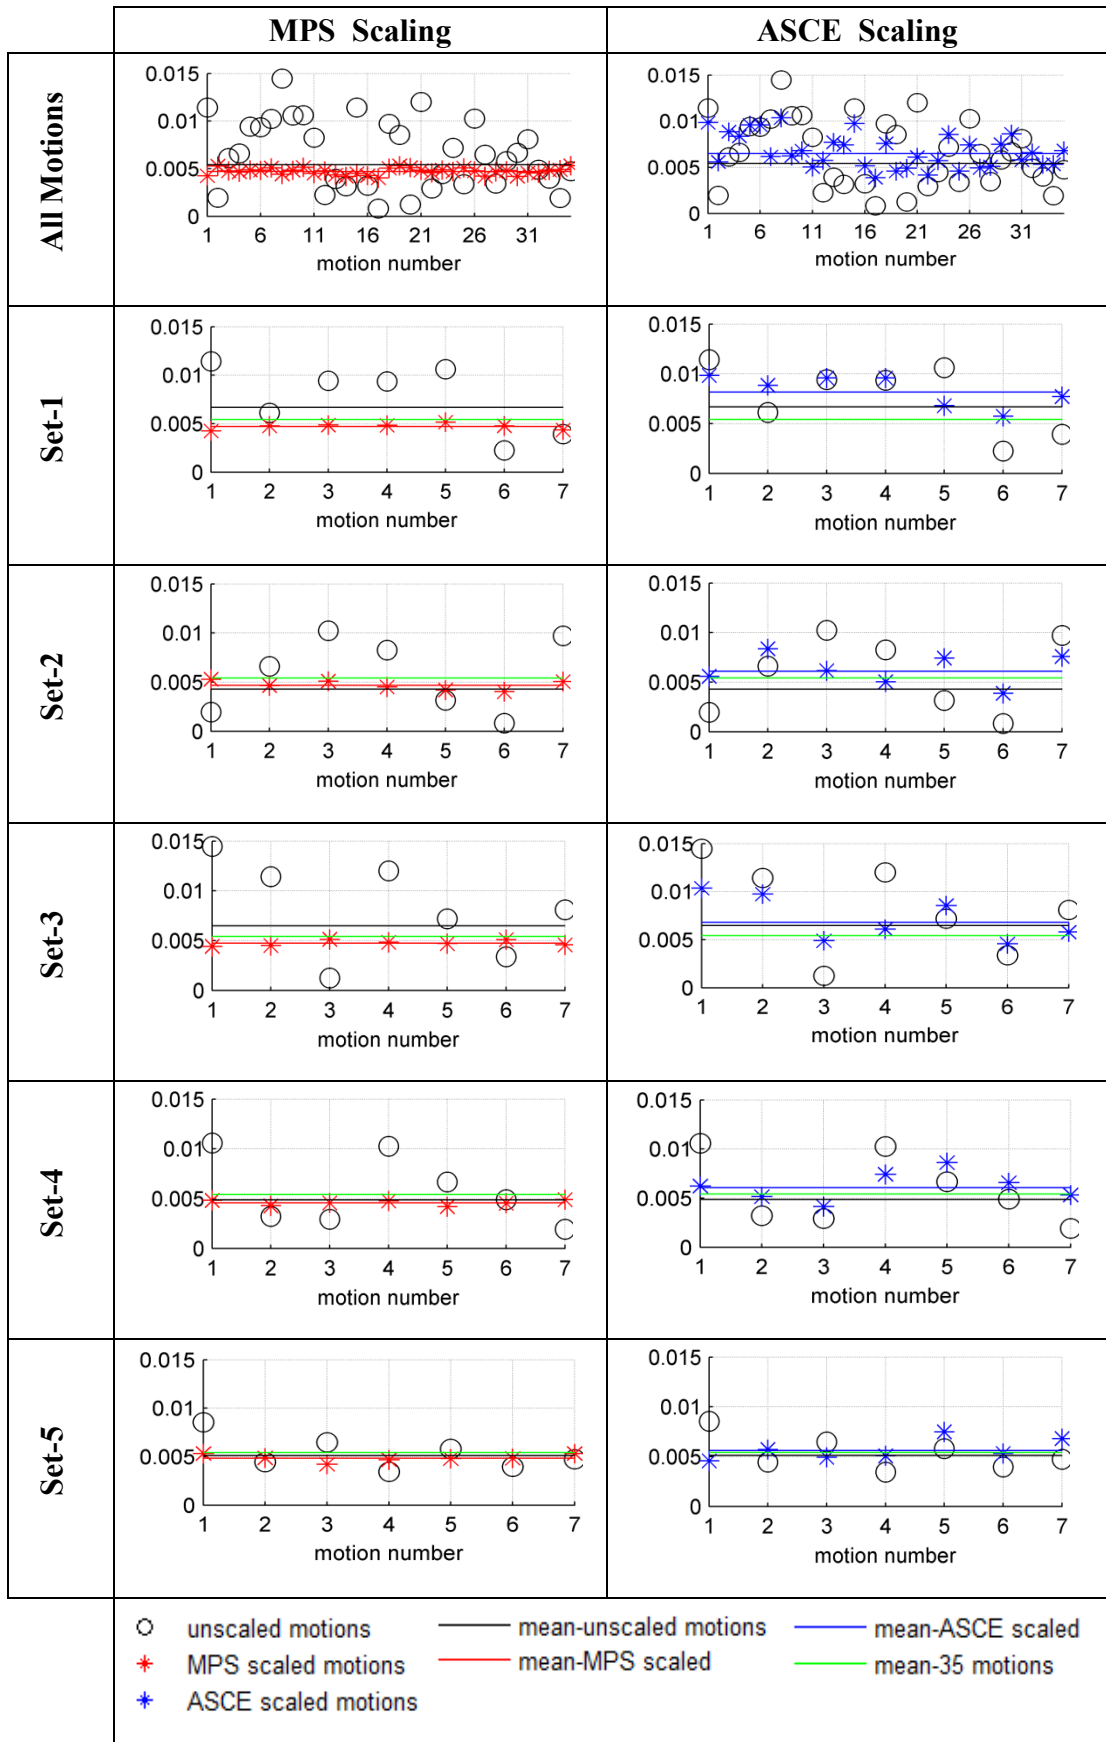 MPS Scaling
ASCE Scaling
All Motions
0.015
0.01
0.005
0
1 6 11 16 21 26 31
motion number
0.015
0.01
0.005
0
1 6 11 16 21 26 31
motion number
Set-1
0.015
0.01
0.005
0
1 2 3 4 5 6 7
motion number
0.015
0.01
0.005
0
1 2 3 4 5 6 7
motion number
Set-2
0.015
0.01
0.005
0
1 2 3 4 5 6 7
motion number
0.015
0.01
0.005
0
1 2 3 4 5 6 7
motion number
Set-3
0.015
0.01
0.005
0
1 2 3 4 5 6 7
motion number
0.015
0.01
0.005
0
1 2 3 4 5 6 7
motion number
Set-4
0.015
0.01
0.005
0
1 2 3 4 5 6 7
motion number
0.015
0.01
0.005
0
1 2 3 4 5 6 7
motion number
Set-5
0.015
0.01
0.005
0
1 2 3 4 5 6 7
motion number
0.015
0.01
0.005
0
1 2 3 4 5 6 7
motion number
unscaled motions
MPS scaled motions
ASCE scaled motions
mean-unscaled motions
mean-MPS scaled
mean-ASCE scaled
mean-35 motions